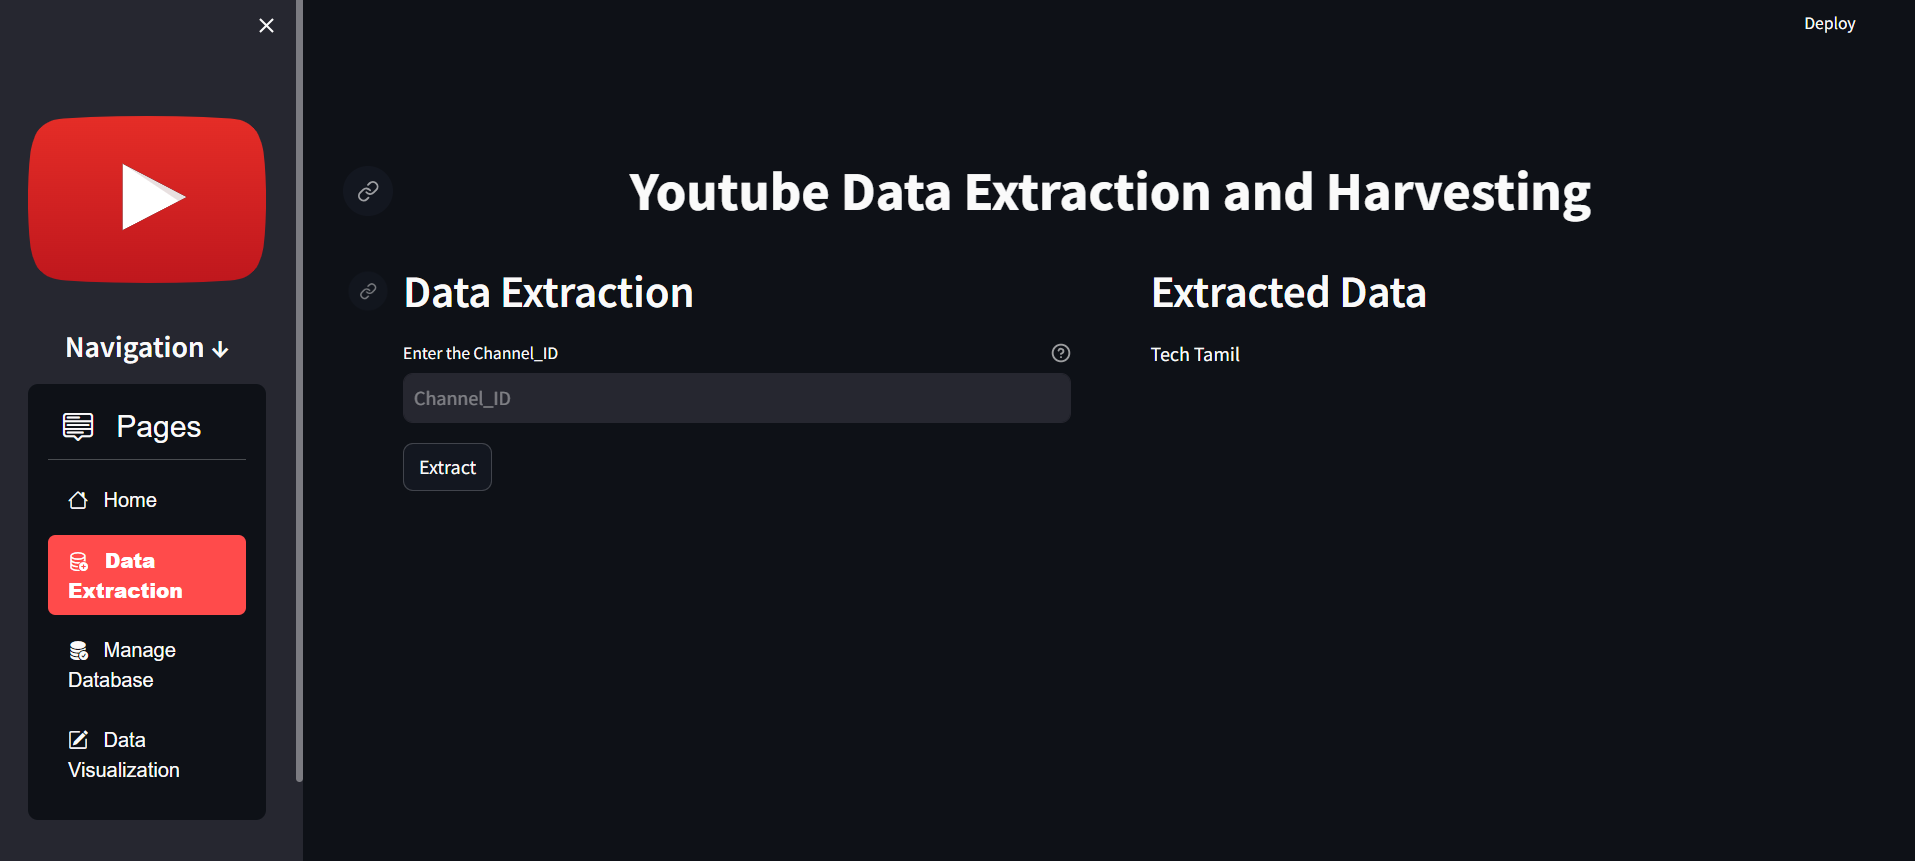 Deploy
Navigation ↓
Pages
Home
Data
Extraction
Manage
Database
Data
Visualization
Youtube Data Extraction and Harvesting
Data Extraction
Enter the Channel_ID
Channel_ID
Extract
Extracted Data
Tech Tamil